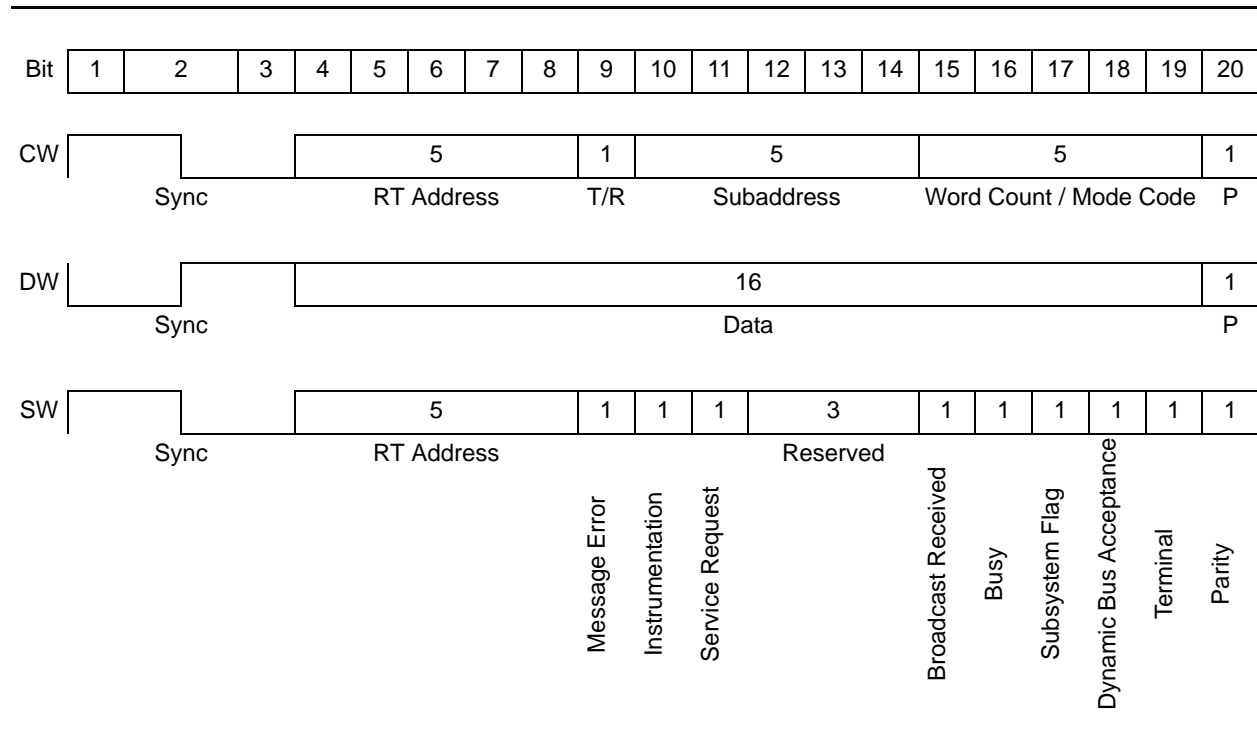 Bit 1 2 3 4 5 6 7 8 9 10 11 12 13 14 15 16 17 18 19 20
CW 5 1 5 5 1
Sync RT Address T/R Subaddress Word Count / Mode Code P
DW 16 1
Sync Data P
SW 5 1 1 1 3 1 1 1 1 1 1
Sync RT Address Reserved
Message Error
Instrumentation
Service Request
Broadcast Received
Busy
Subsystem Flag
Dynamic Bus Acceptance
Terminal
Parity